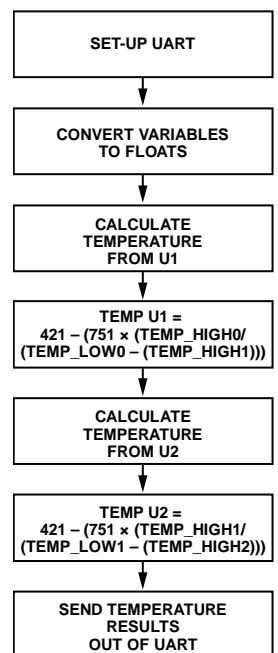 SET-UP UART
CONVERT VARIABLES
TO FLOATS
CALCULATE
TEMPERATURE
FROM U1
TEMP U1 =
421 – (751 × (TEMP_HIGH0/
(TEMP_LOW0 – (TEMP_HIGH1)))
CALCULATE
TEMPERATURE
FROM U2
TEMP U2 =
421 – (751 × (TEMP_HIGH1/
(TEMP_LOW1 – (TEMP_HIGH2)))
SEND TEMPERATURE
RESULTS
OUT OF UART